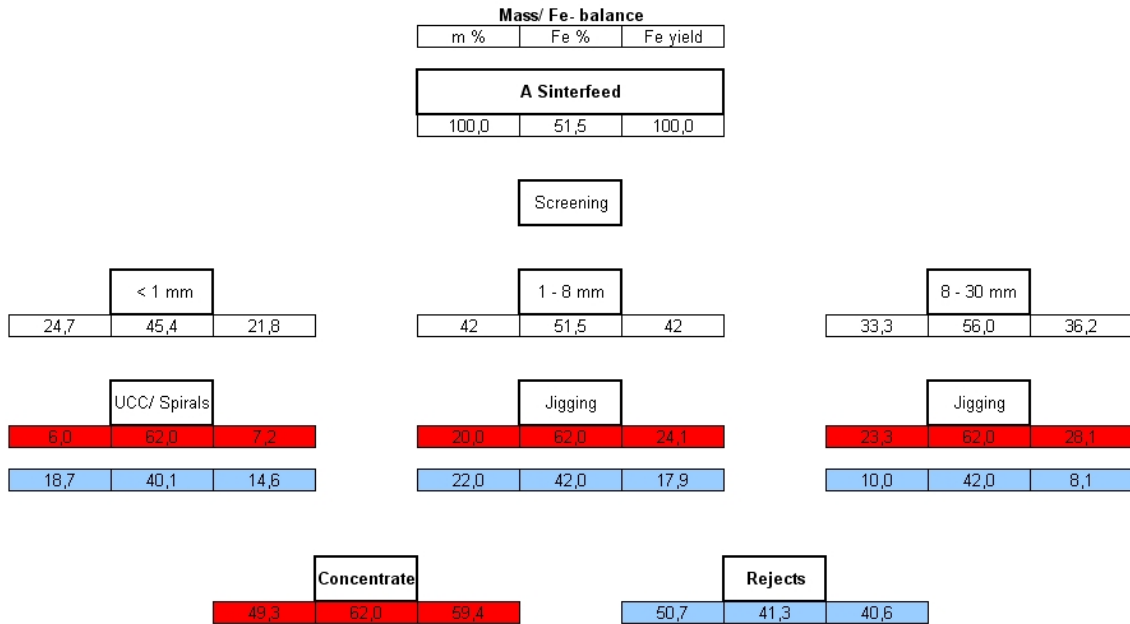 Mass/ Fe- balance
m % Fe % Fe yield
A Sinterfeed
100,0 51,5 100,0
Screening
< 1 mm 1 - 8 mm 8 - 30 mm
24,7 45,4 21,8 42 51,5 42 33,3 56,0 36,2
UCC/ Spirals Jigging Jigging
6,0 62,0 7,2 20,0 62,0 24,1 23,3 62,0 28,1
18,7 40,1 14,6 22,0 42,0 17,9 10,0 42,0 8,1
Concentrate Rejects
49,3 62,0 59,4 50,7 41,3 40,6